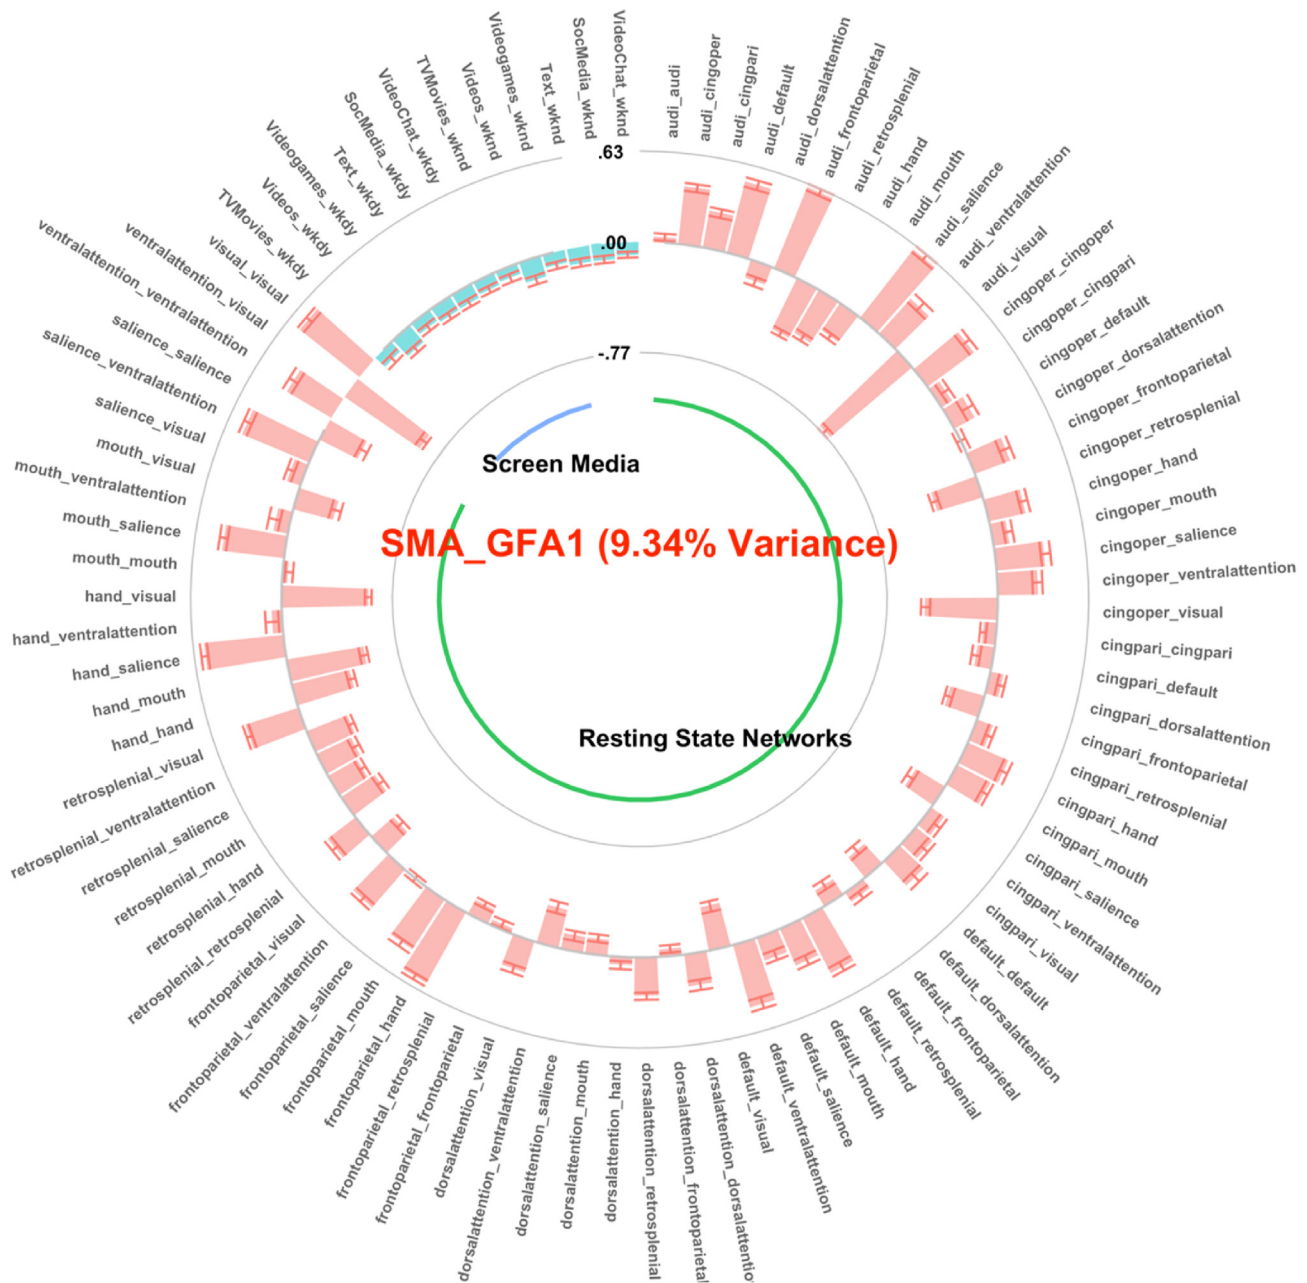 audi_audi
audi_cingoper
audi_cingpari
audi_default
audi_dorsalattention
audi_frontoparietal
audi_retrosplenial
audi_hand
audi_mouth
audi_salience
audi_ventralattention
audi_visual
cingoper_cingoper
cingoper_cingpari
cingoper_default
cingoper_dorsalattention
cingoper_frontoparietal
cingoper_retrosplenial
cingoper_hand
cingoper_mouth
cingoper_salience
cingoper_ventralattention
cingoper_visual
cingpari_cingpari
cingpari_default
cingpari_dorsalattention
cingpari_frontoparietal
cingpari_retrosplenial
cingpari_hand
cingpari_mouth
cingpari_salience
cingpari_ventralattention
cingpari_visual
default_default
default_dorsalattention
default_frontoparietal
default_retrosplenial
default_hand
default_mouth
default_salience
default_ventralattention
default_visual
dorsalattention_dorsalattentio
dorsalattention_frontoparietal
dorsalattention_retrosplenial
dorsalattention_hand
dorsalattention_mouth
dorsalattention_salience
dorsalattention_ventralattention
dorsalattention_visual
frontoparietal_frontoparietal
frontoparietal_retrosplenial
frontoparietal_hand
frontoparietal_mouth
frontoparietal_salience
frontoparietal_ventralattention
frontoparietal_visual
retrosplenial_retrosplenial
retrosplenial_hand
retrosplenial_mouth
retrosplenial_salience
retrosplenial_ventralattention
retrosplenial_visual
hand_hand
hand_mouth
hand_salience
hand_ventralattention
hand_visual
mouth_mouth
mouth_salience
mouth_ventralattention
mouth_visual
salience_visual
salience_ventralattention
salience_salience
ventralattention_ventralattention
ventralattention_visual
visual_visual
TVMovies_wkdy
Videos_wkdy
Videogames_wkdy
Text_wkdy
SocMedia_wkdy
VideoChat_wkdy
TVMovies_wknd
Videos_wknd
Videogames_wknd
Text_wknd
SocMedia_wknd
VideoChat_wknd
.63
.00
-.77
Screen Media
SMA_GFA1 (9.34% Variance)
Resting State Networks